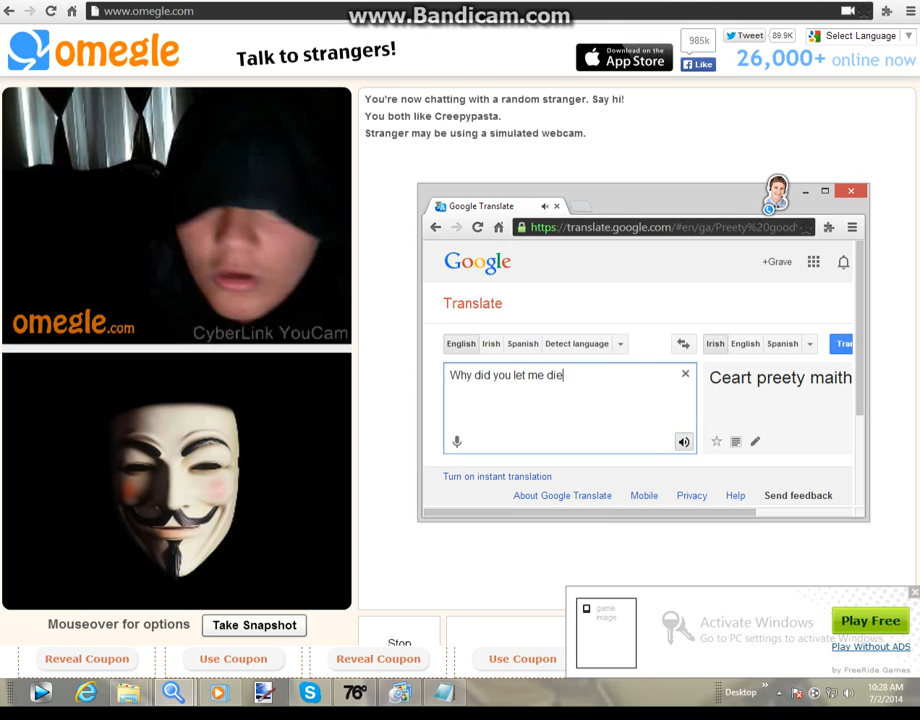 www.omegle.com
www.Bandicam.com
omegle
Talk to strangers!
Download on the
App Store
985k
Like
Tweet
89.9K
Select Language
26,000+ online now
You're now chatting with a random stranger. Say hi!
You both like Creepypasta.
Stranger may be using a simulated webcam.
omegle.com
CyberLink YouCam
Google Translate
https://translate.google.com/#en/ga/Preety%20good
Google
+Grave
Translate
English Irish Spanish Detect language
Irish English Spanish
Tran
Why did you let me die
Ceart preety maith
Turn on instant translation
About Google Translate Mobile Privacy Help Send feedback
Mouseover for options
Take Snapshot
Stop
game
image
Activate Windows
Go to PC settings to activate Windows.
Play Free
Play Without ADS
by FreeRide Games
Reveal Coupon
Use Coupon
Reveal Coupon
Use Coupon
76°
Desktop
10:28 AM
7/2/2014